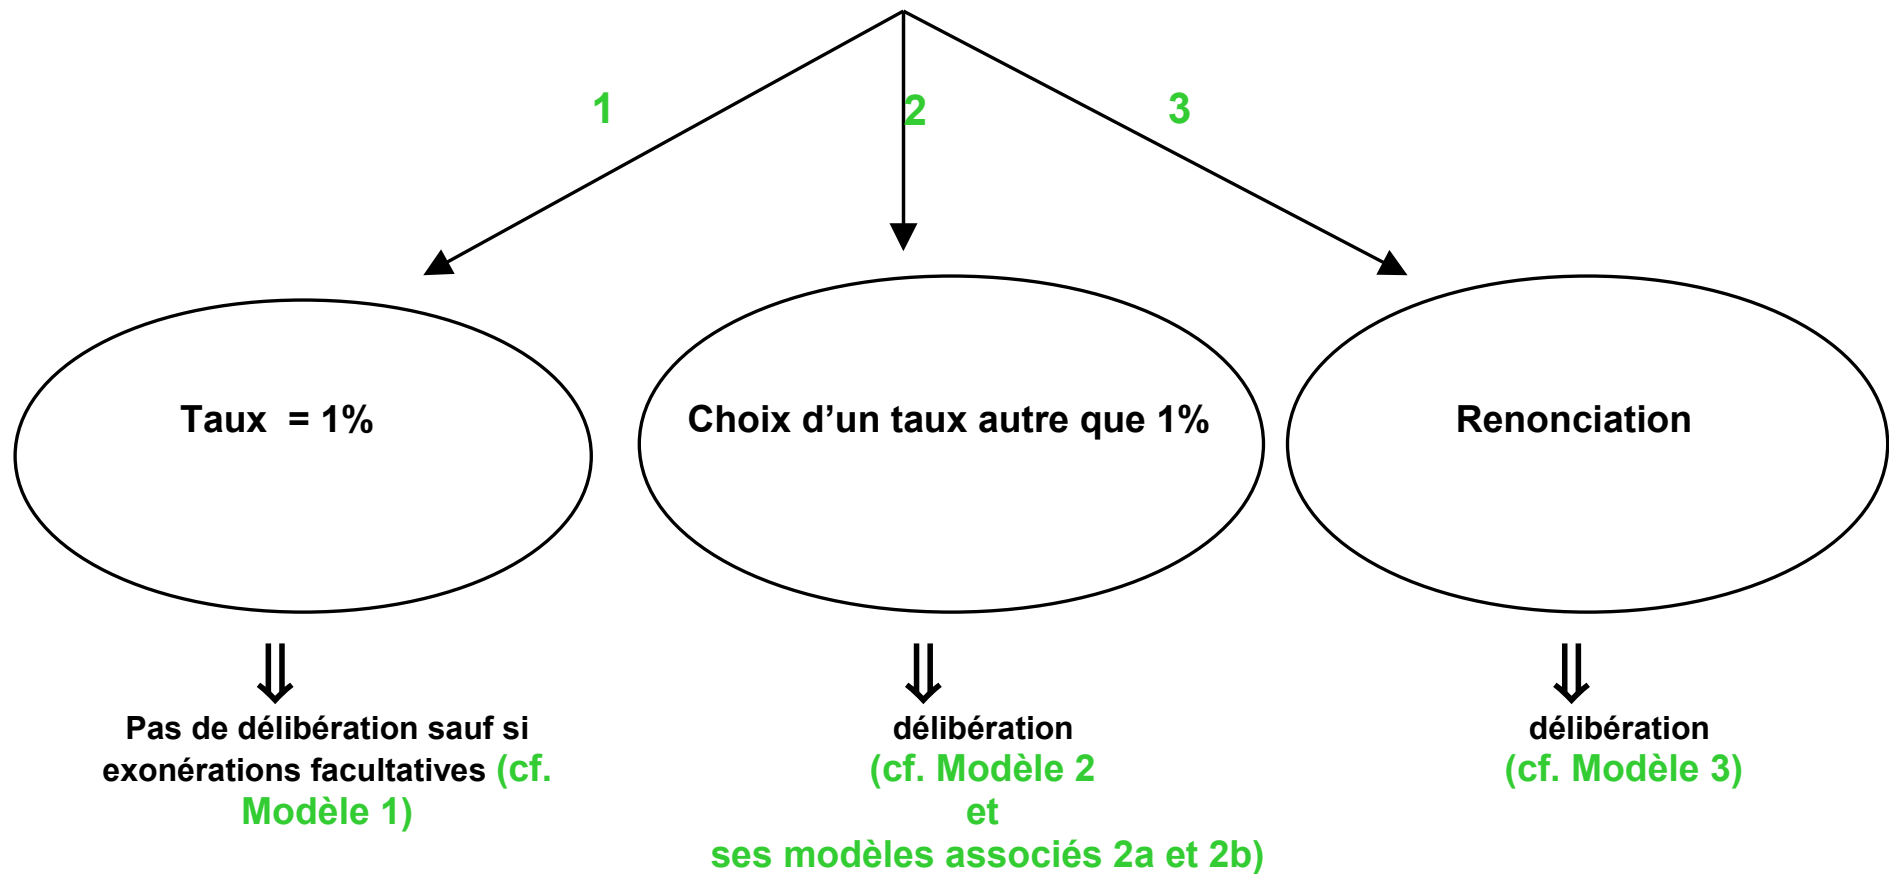 1
2
3
Taux = 1%
Choix d’un taux autre que 1%
Renonciation
⇓
Pas de délibération sauf si
exonérations facultatives (cf.
Modèle 1)
⇓
délibération
(cf. Modèle 2
et
ses modèles associés 2a et 2b)
⇓
délibération
(cf. Modèle 3)